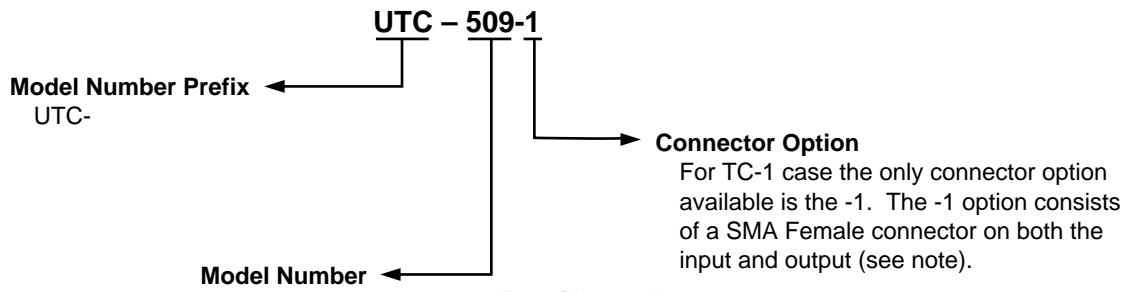 UTC – 509-1
Model Number Prefix
UTC-
Connector Option
For TC-1 case the only connector option
available is the -1.  The -1 option consists
of a SMA Female connector on both the
input and output (see note).
Model Number